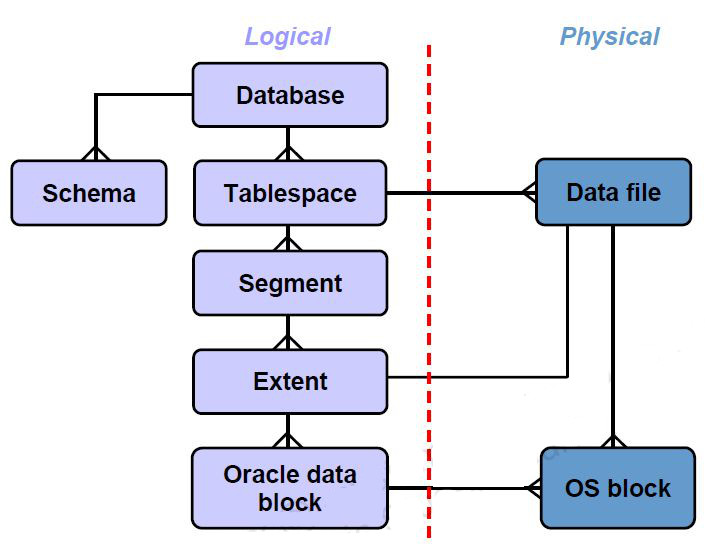 Logical
Physical
Database
Schema
Tablespace
Data file
Segment
Extent
Oracle data
block
OS block